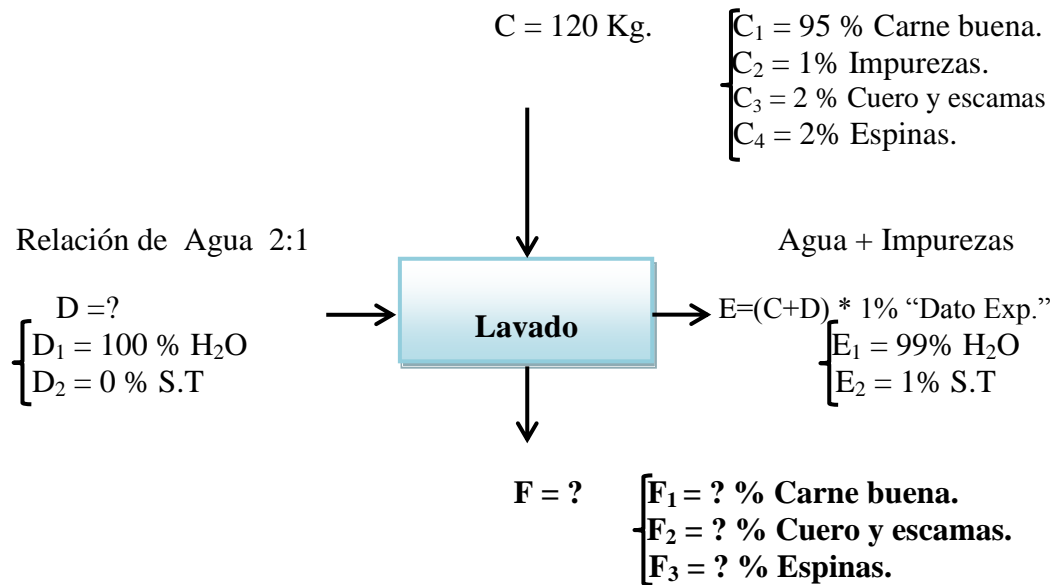 C = 120 Kg.
C₁ = 95 % Carne buena.
C₂ = 1% Impurezas.
C₃ = 2 % Cuero y escamas
C₄ = 2% Espinas.
Relación de Agua 2:1
D =?
D₁ = 100 % H₂O
D₂ = 0 % S.T
Lavado
Agua + Impurezas
E=(C+D) * 1% “Dato Exp.”
E₁ = 99% H₂O
E₂ = 1% S.T
F = ?
F₁ = ? % Carne buena.
F₂ = ? % Cuero y escamas.
F₃ = ? % Espinas.